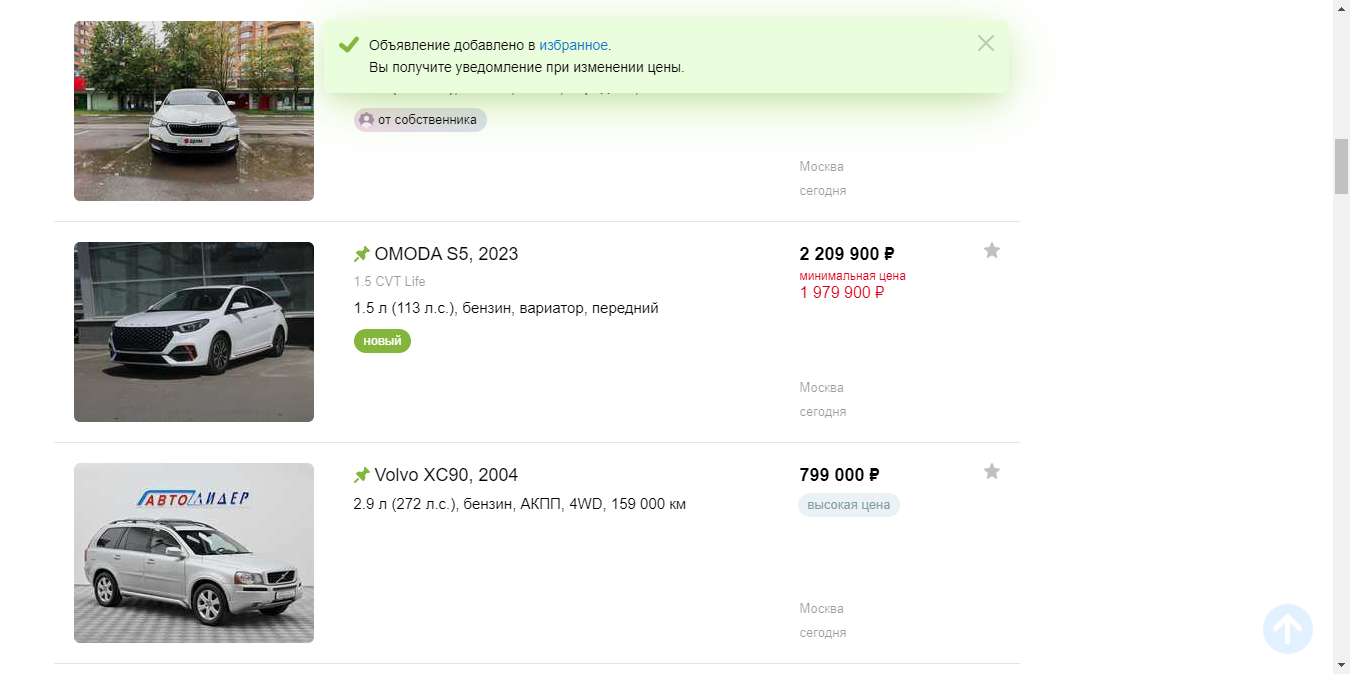 Объявление добавлено в избранное.
Вы получите уведомление при изменении цены.
от собственника
Москва
сегодня
OMODA S5, 2023
2 209 900 ₽
1.5 CVT Life
минимальная цена
1 979 900 ₽
1.5 л (113 л.с.), бензин, вариатор, передний
новый
Москва
сегодня
АВТОЛИДЕР
Volvo XC90, 2004
799 000 ₽
2.9 л (272 л.с.), бензин, АКПП, 4WD, 159 000 км
высокая цена
Москва
сегодня